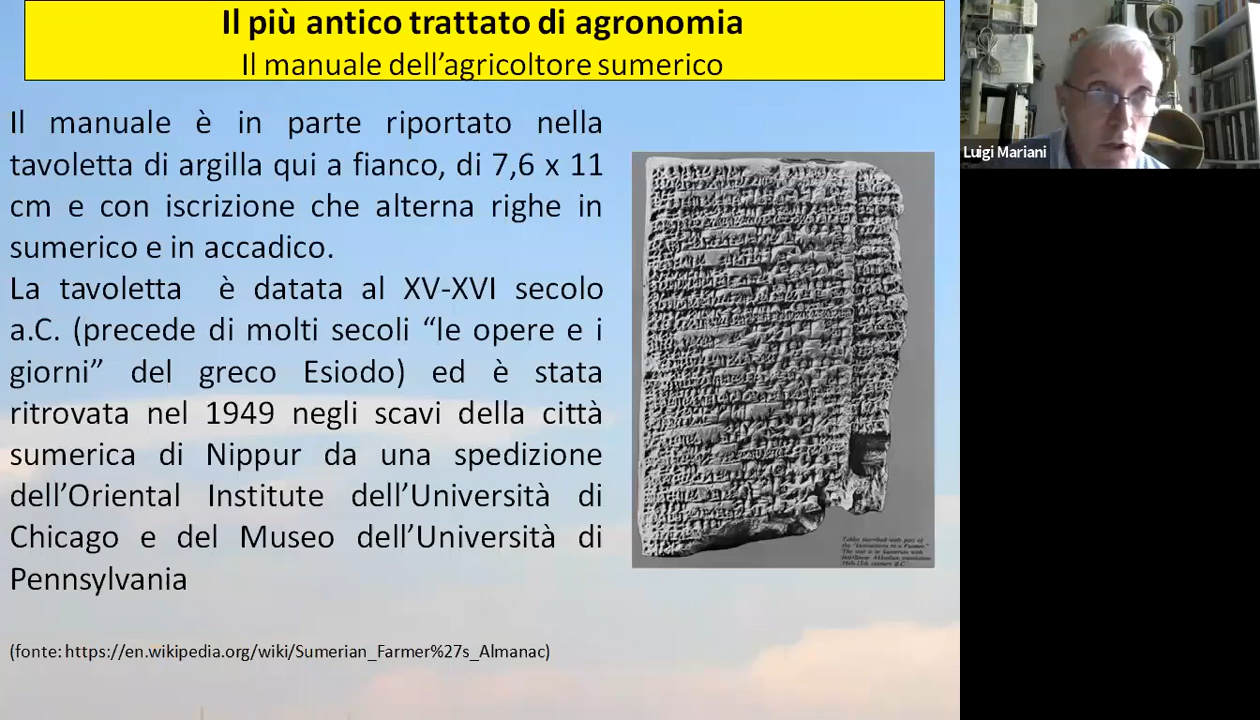 Il più antico trattato di agronomia
Il manuale dell’agricoltore sumerico
Il manuale è in parte riportato nella
tavoletta di argilla qui a fianco, di 7,6 x 11
cm e con iscrizione che alterna righe in
sumerico e in accadico.
La tavoletta è datata al XV-XVI secolo
a.C. (precede di molti secoli “le opere e i
giorni” del greco Esiodo) ed è stata
ritrovata nel 1949 negli scavi della città
sumerica di Nippur da una spedizione
dell’Oriental Institute dell’Università di
Chicago e del Museo dell’Università di
Pennsylvania
(fonte: https://en.wikipedia.org/wiki/Sumerian_Farmer%27s_Almanac)
Luigi Mariani